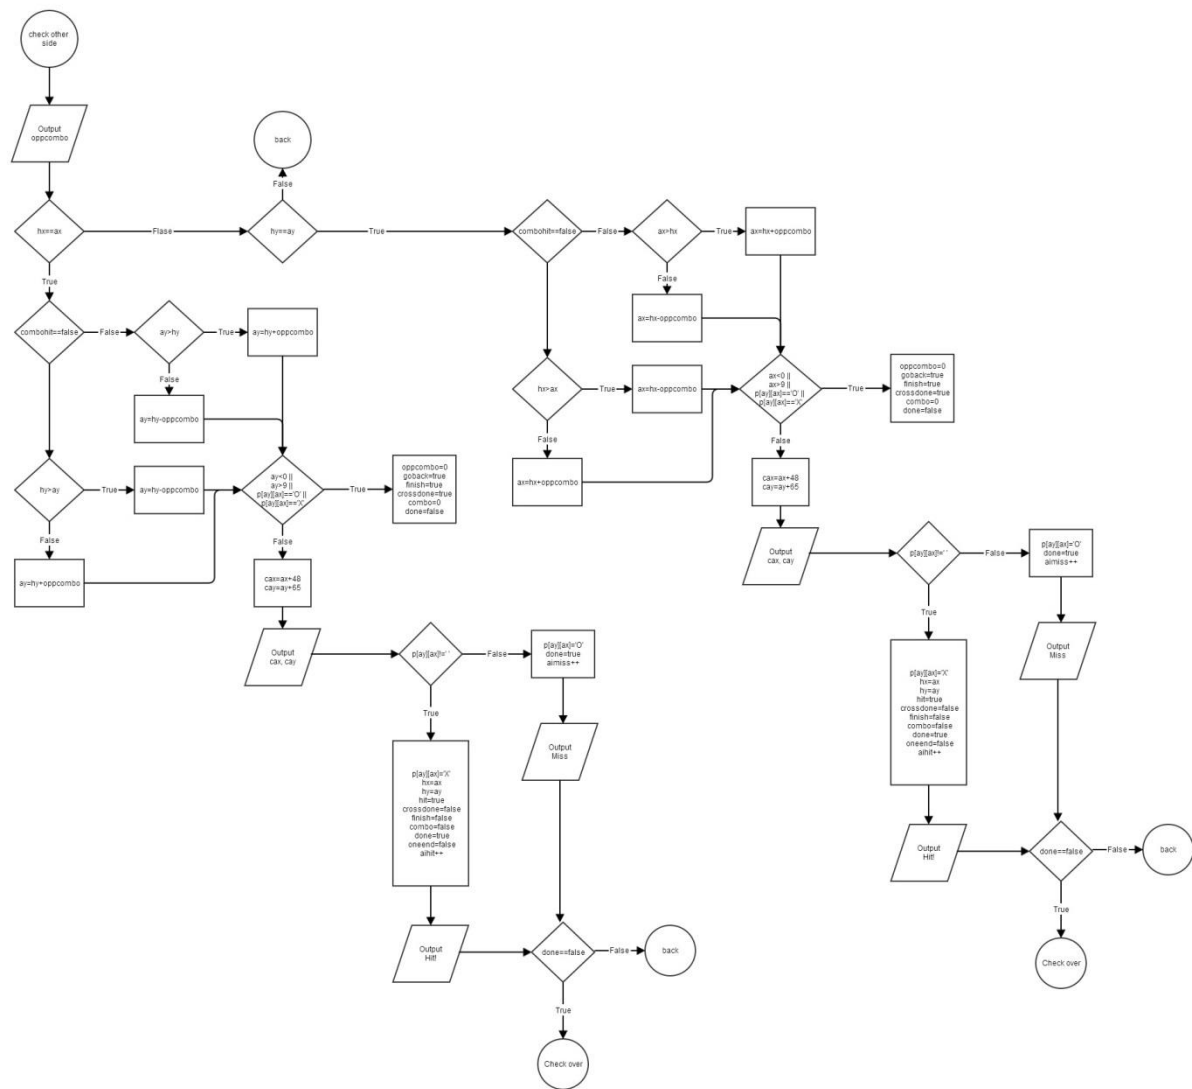 check other
side
Output
oppcombo
back
False
hx==ax
Flase
hy==ay
True
combohit==false
False
ax>hx
True
ax=hx+oppcombo
True
False
ax=hx-oppcombo
combohit==false
False
ay>hy
True
ay=hy+oppcombo
False
ay=hy-oppcombo
hx>ax
True
ax=hx-oppcombo
ax<0 ||
ax>9 ||
p[ay][ax]=='O' ||
p[ay][ax]=='X'
True
oppcombo=0
goback=true
finish=true
crossdone=true
combo=0
done=false
False
ax=hx+oppcombo
False
cax=ax+48
cay=ay+65
hy>ay
True
ay=hy-oppcombo
ay<0 ||
ay>9 ||
p[ay][ax]=='O' ||
p[ay][ax]=='X'
True
oppcombo=0
goback=true
finish=true
crossdone=true
combo=0
done=false
False
ay=hy+oppcombo
False
cax=ax+48
cay=ay+65
Output
cax, cay
p[ay][ax]!=' '
False
p[ay][ax]='O'
done=true
aimiss++
True
Output
Miss
p[ay][ax]='X'
hx=ax
hy=ay
hit=true
crossdone=false
finish=false
combo=false
done=true
oneend=false
aihit++
Output
Hit!
done==false
False
back
True
Check over
Output
cax, cay
p[ay][ax]!=' '
False
p[ay][ax]='O'
done=true
aimiss++
True
Output
Miss
p[ay][ax]='X'
hx=ax
hy=ay
hit=true
crossdone=false
finish=false
combo=false
done=true
oneend=false
aihit++
Output
Hit!
done==false
False
back
True
Check over